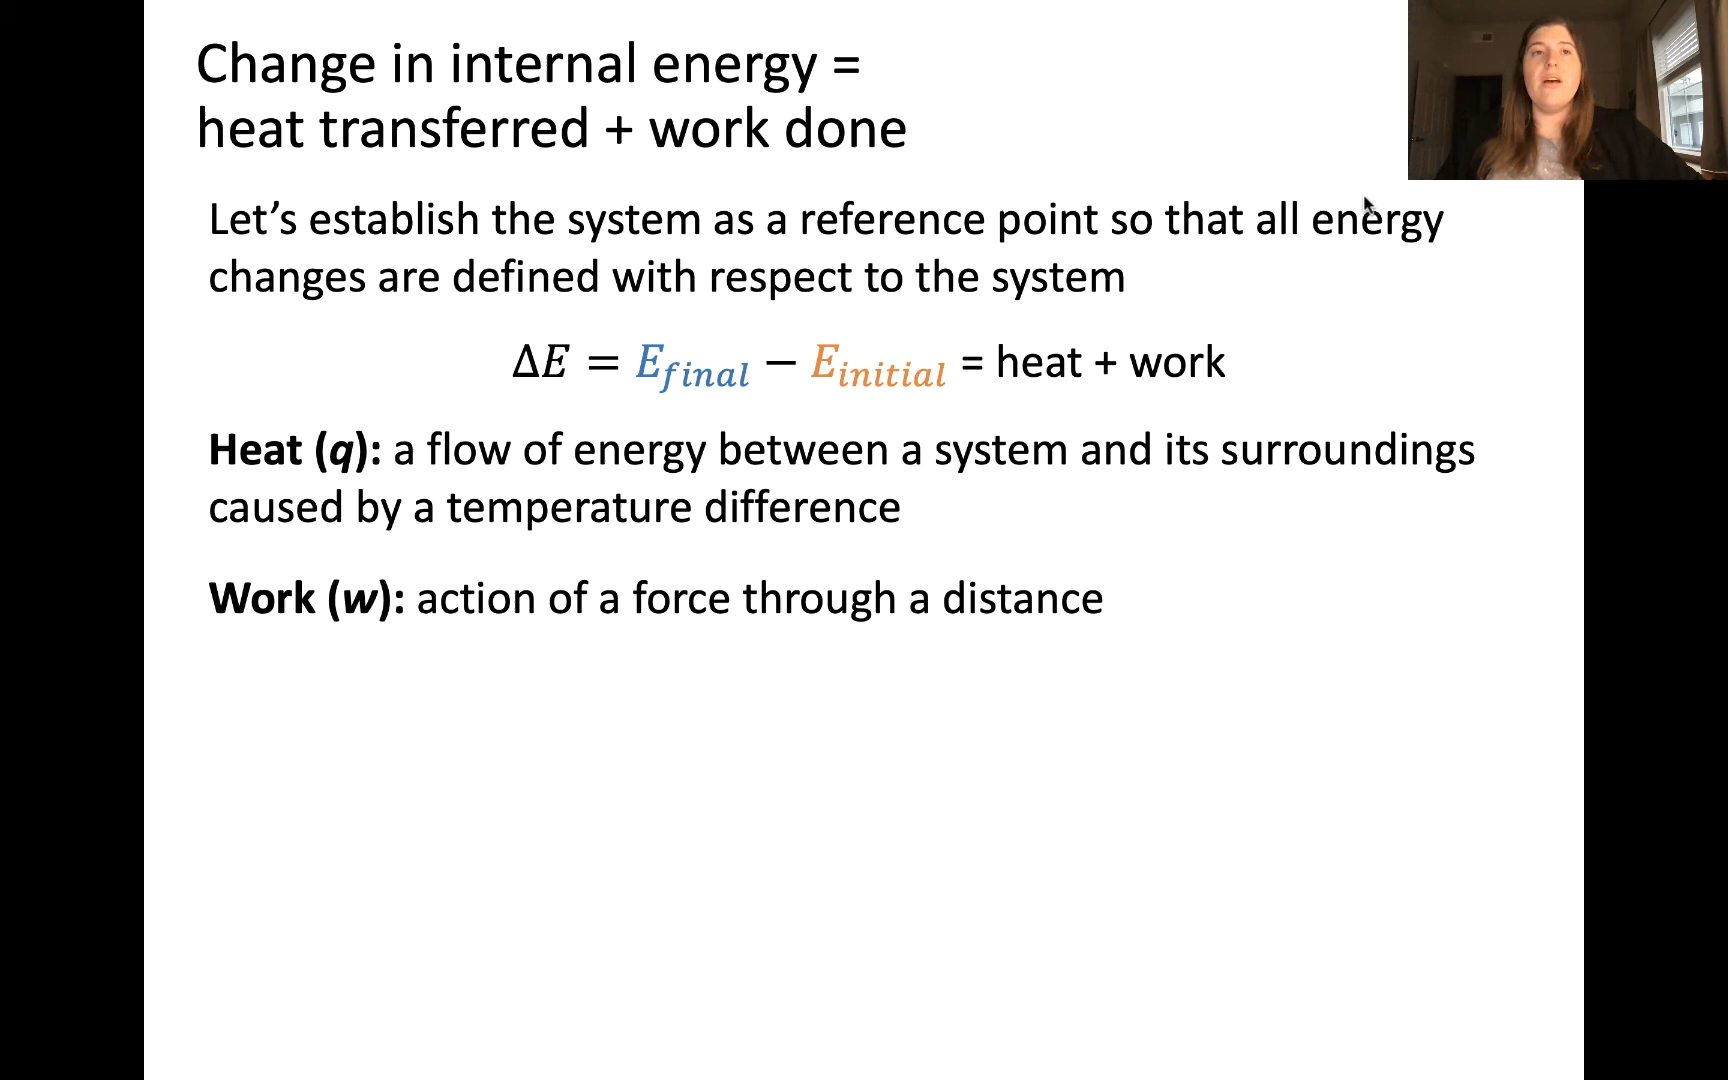 Change in internal energy =
heat transferred + work done
Let’s establish the system as a reference point so that all energy
changes are defined with respect to the system
ΔE = E_final − E_initial = heat + work
Heat (q): a flow of energy between a system and its surroundings
caused by a temperature difference
Work (w): action of a force through a distance